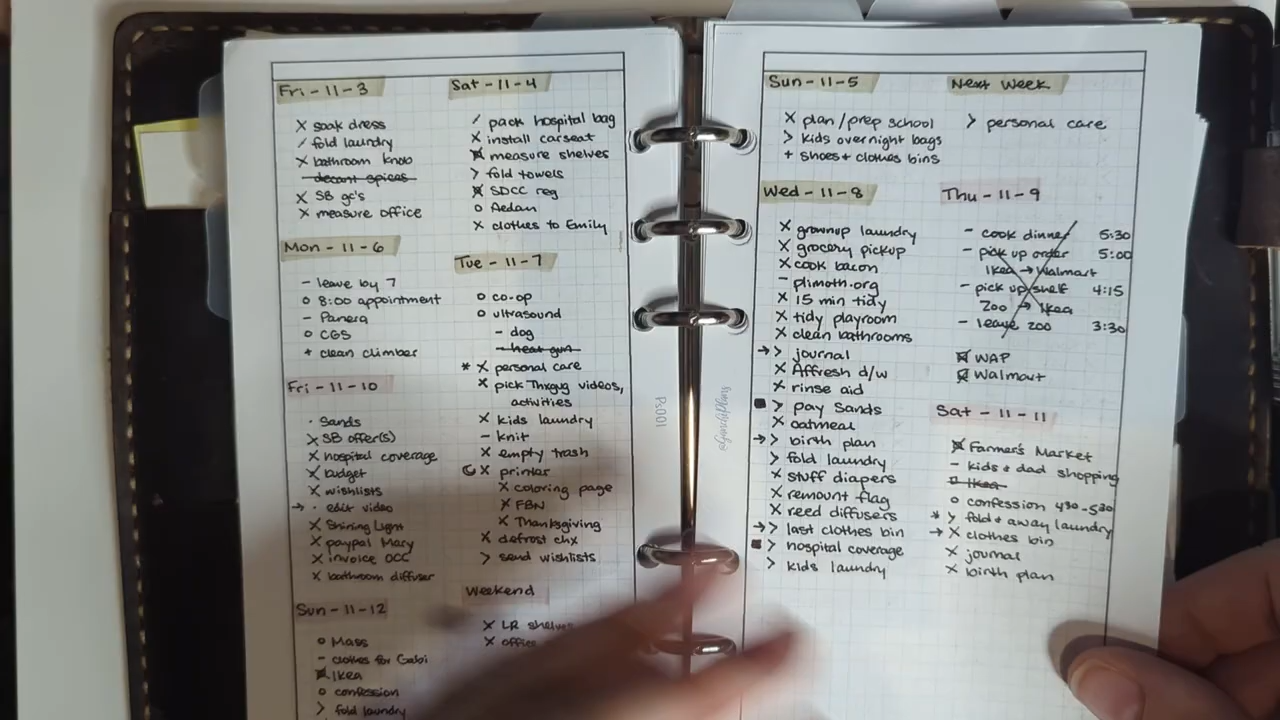 Fri - 11 - 3
X soak dress
/ fold laundry
X bathroom knob
decant spices
X SB gc's
X measure office
Sat - 11 - 4
/ pack hospital bag
X install carseat
X measure shelves
> fold towels
X SDCC reg
o Aedan
X clothes to Emily
Mon - 11 - 6
- leave by 7
o 8:00 appointment
- Panera
o CGS
+ clean climber
Tue - 11 - 7
o co-op
o ultrasound
- dog
- heat gun
* X personal care
X pick Thxgvg videos,
activities
X kids laundry
- knit
X empty trash
X printer
X coloring page
X FBN
X Thanksgiving
X defrost chx
> send wishlists
Fri - 11 - 10
· Sands
X SB offer(s)
X hospital coverage
X budget
X wishlists
→ · edit video
X Shining Light
X paypal Mary
X invoice OCC
X bathroom diffuser
Weekend
X LR shelves
X office
Sun - 11 - 12
o Mass
- clothes for Gabi
X Ikea
o confession
> fold laundry
PS001
Sun - 11 - 5
X plan/prep school
> kids overnight bags
+ shoes + clothes bins
Next Week
> personal care
Wed - 11 - 8
X grownup laundry
X grocery pickup
X cook bacon
- plimoth.org
X 15 min tidy
X tidy playroom
X clean bathrooms
→ > journal
X Affresh d/w
X rinse aid
■ > pay Sands
X oatmeal
→ > birth plan
> fold laundry
X stuff diapers
X remount flag
X reed diffusers
→ > last clothes bin
■ > hospital coverage
> kids laundry
Thu - 11 - 9
- cook dinner 5:30
- pick up order 5:00
Ikea → Walmart
- pick up shelf 4:15
Zoo → Ikea
- leave zoo 3:30
X WAP
Walmart
Sat - 11 - 11
X Farmer's Market
- kids & dad shopping
Ikea
o confession 430-530
* > fold & away laundry
→ X clothes bin
X journal
X birth plan